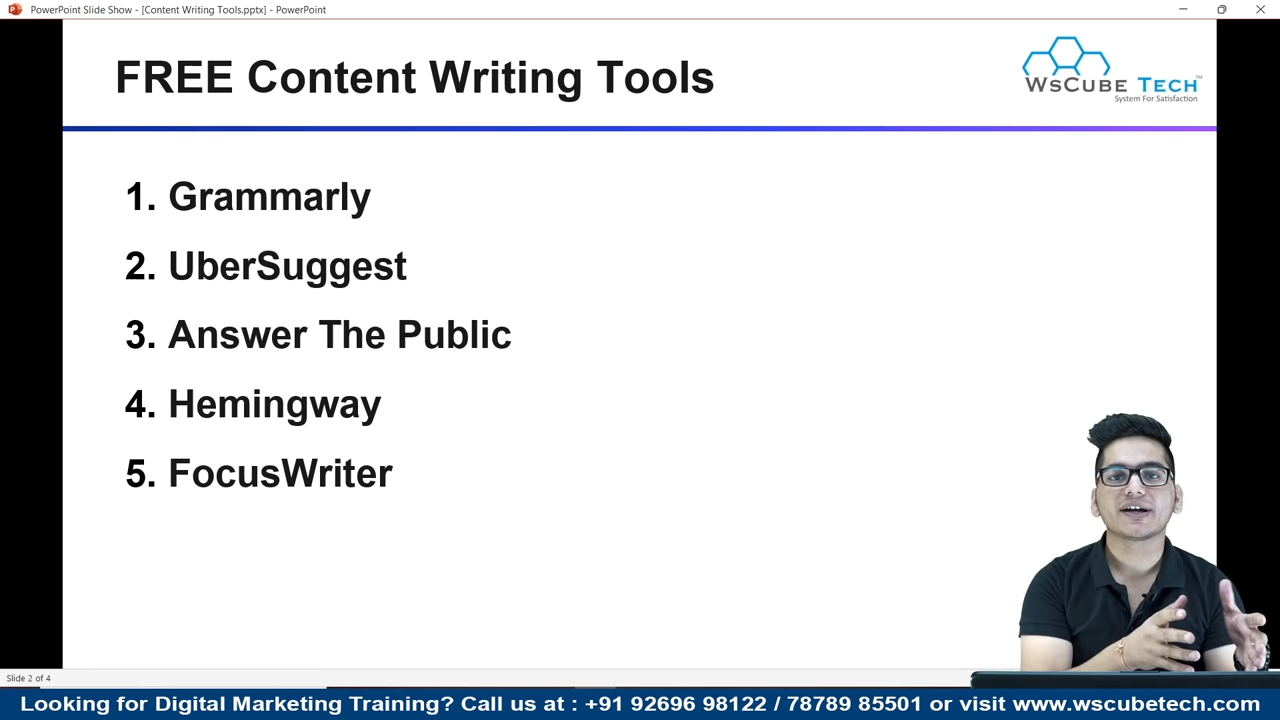 PowerPoint Slide Show - [Content Writing Tools.pptx] - PowerPoint
FREE Content Writing Tools
WsCube Tech™
System For Satisfaction
1. Grammarly
2. UberSuggest
3. Answer The Public
4. Hemingway
5. FocusWriter
Slide 2 of 4
Looking for Digital Marketing Training? Call us at : +91 92696 98122 / 78789 85501 or visit www.wscubetech.com